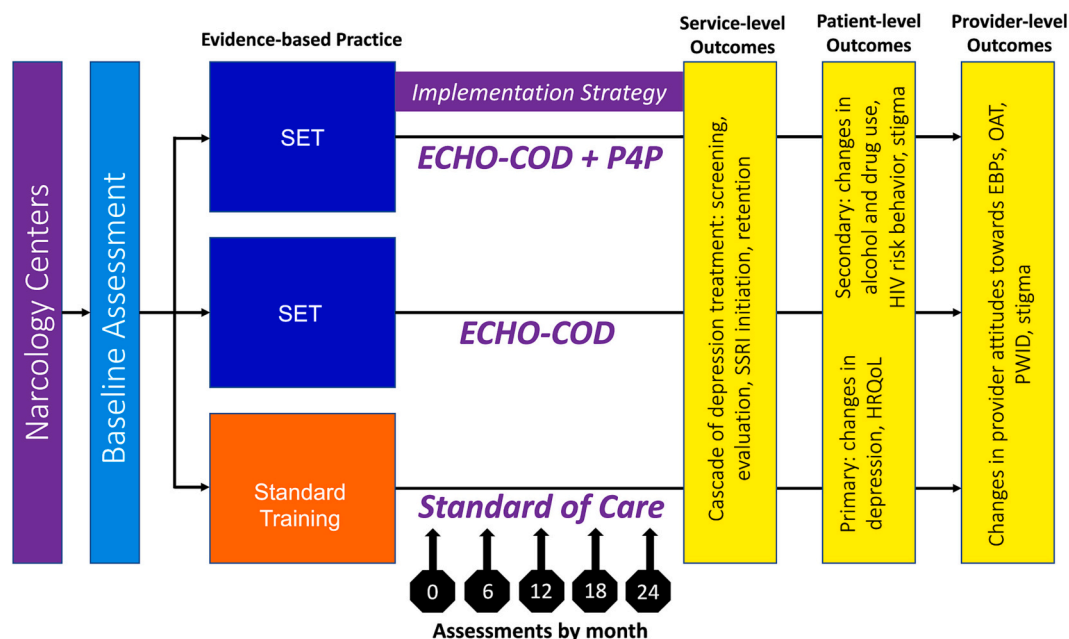 Evidence-based Practice
Service-level
Outcomes
Patient-level
Outcomes
Provider-level
Outcomes
Narcology Centers
Baseline Assessment
SET
Implementation Strategy
ECHO-COD + P4P
SET
ECHO-COD
Standard
Training
Standard of Care
Cascade of depression treatment: screening,
evaluation, SSRI initiation, retention
Secondary: changes in
alcohol and drug use,
HIV risk behavior, stigma
Primary: changes in
depression, HRQoL
Changes in provider attitudes towards EBPs, OAT,
PWID, stigma
0 6 12 18 24
Assessments by month